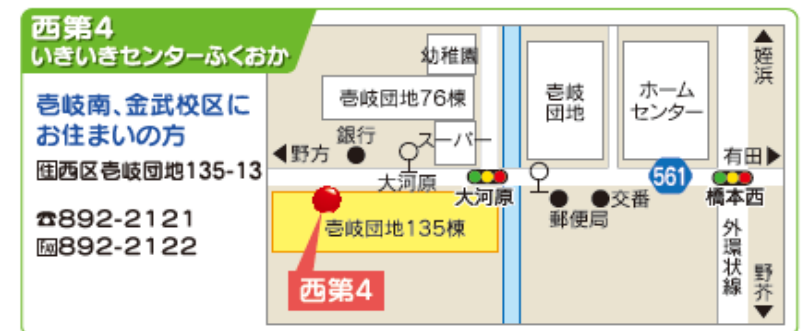 西第4
いきいきセンターふくおか
壱岐南、金武校区に
お住まいの方
住西区壱岐団地135-13
☎892-2121
FAX892-2122
幼稚園
壱岐団地76棟
銀行
スーパー
◀野方
大河原
大河原
壱岐団地135棟
西第4
壱岐
団地
ホーム
センター
▲
姪浜
有田▶
561
橋本西
交番
郵便局
外環状線
野芥
▼